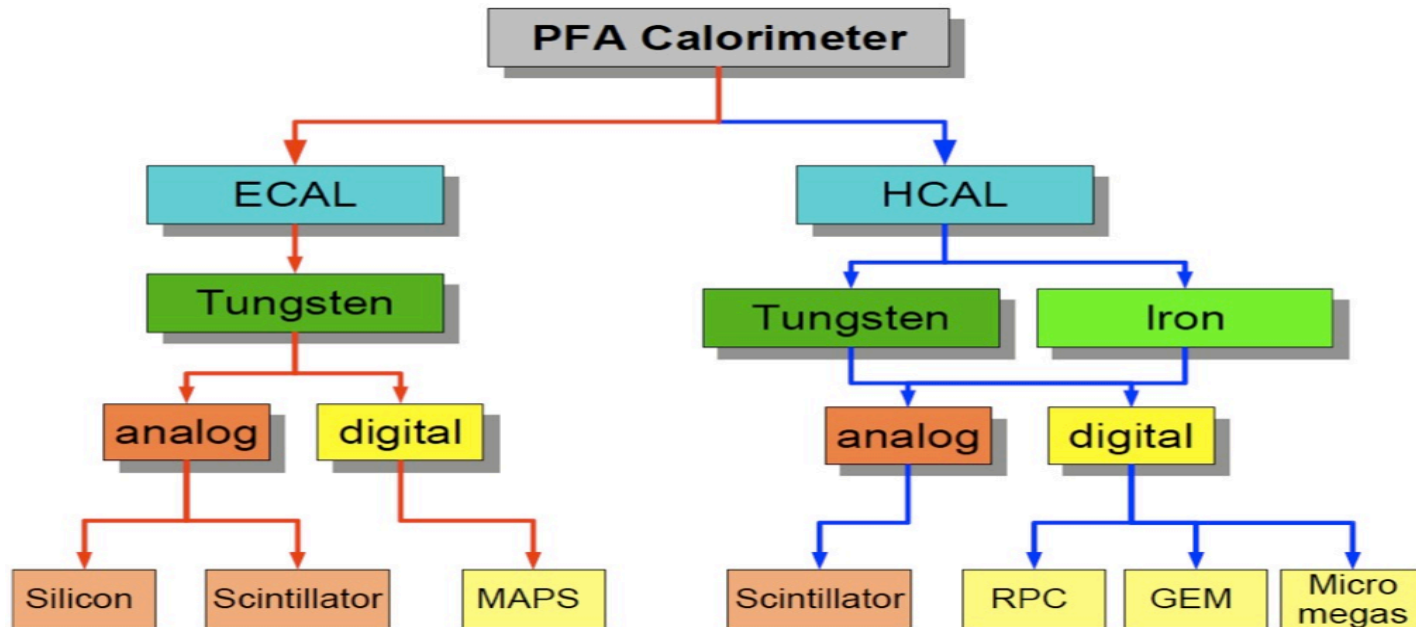 PFA Calorimeter
ECAL
HCAL
Tungsten
Tungsten
Iron
analog
digital
analog
digital
Silicon
Scintillator
MAPS
Scintillator
RPC
GEM
Micro
megas